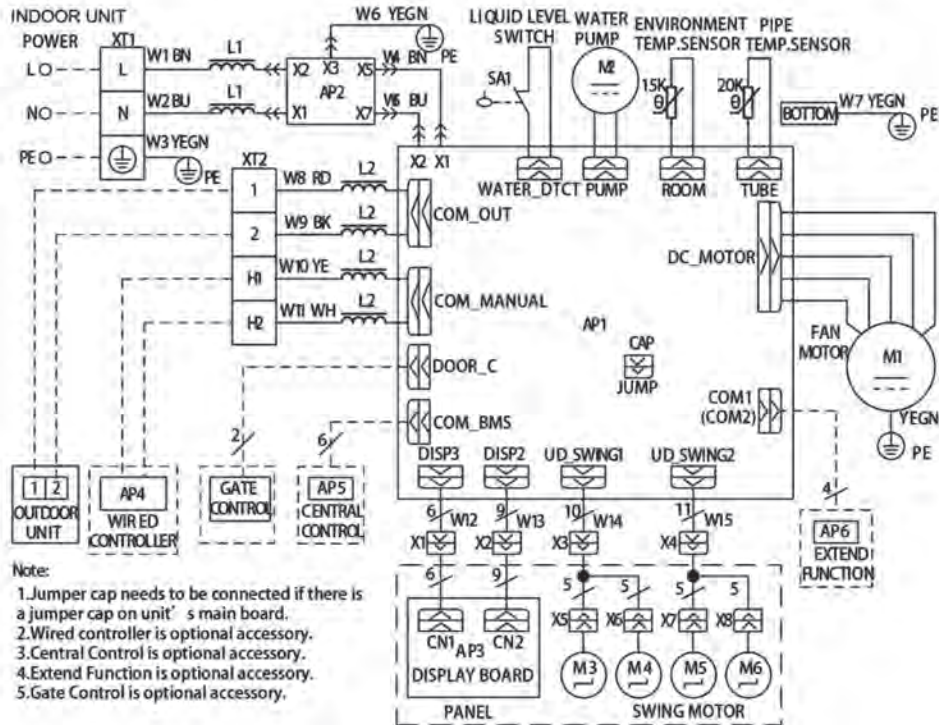 INDOOR UNIT
POWER
XT1
W6 YEGN
LIQUID LEVEL
SWITCH
WATER
PUMP
ENVIRONMENT
TEMP.SENSOR
PIPE
TEMP.SENSOR
L
L
W1 BN
L1
X2
X3
X5
W4 BN
PE
AP2
SA1
M2
15K
θ
20K
θ
BOTTOM
W7 YEGN
PE
N
N
W2 BU
L1
X1
X7
BU
PE
W3 YEGN
PE
X2 X1
XT2
WATER_DTCT
PUMP
ROOM
TUBE
1
W8 RD
L2
COM_OUT
2
W9 BK
L2
DC_MOTOR
H1
W10 YE
L2
COM_MANUAL
H2
W11 WH
L2
AP1
CAP
JUMP
FAN
MOTOR
M1
DOOR_C
COM1
(COM2)
YEGN
PE
2
6
COM_BMS
DISP3
DISP2
UD_SWING1
UD_SWING2
4
1 2
OUTDOOR
UNIT
AP4
WIRED
CONTROLLER
GATE
CONTROL
AP5
CENTRAL
CONTROL
6
W12
9
W13
10
W14
11
W15
AP6
EXTEND
FUNCTION
X1
X2
X3
X4
6
9
5
5
5
5
X5
X6
X7
X8
CN1
CN2
AP3
DISPLAY BOARD
M3
M4
M5
M6
PANEL
SWING MOTOR
Note:
1.Jumper cap needs to be connected if there is
a jumper cap on unit’ s main board.
2.Wired controller is optional accessory.
3.Central Control is optional accessory.
4.Extend Function is optional accessory.
5.Gate Control is optional accessory.